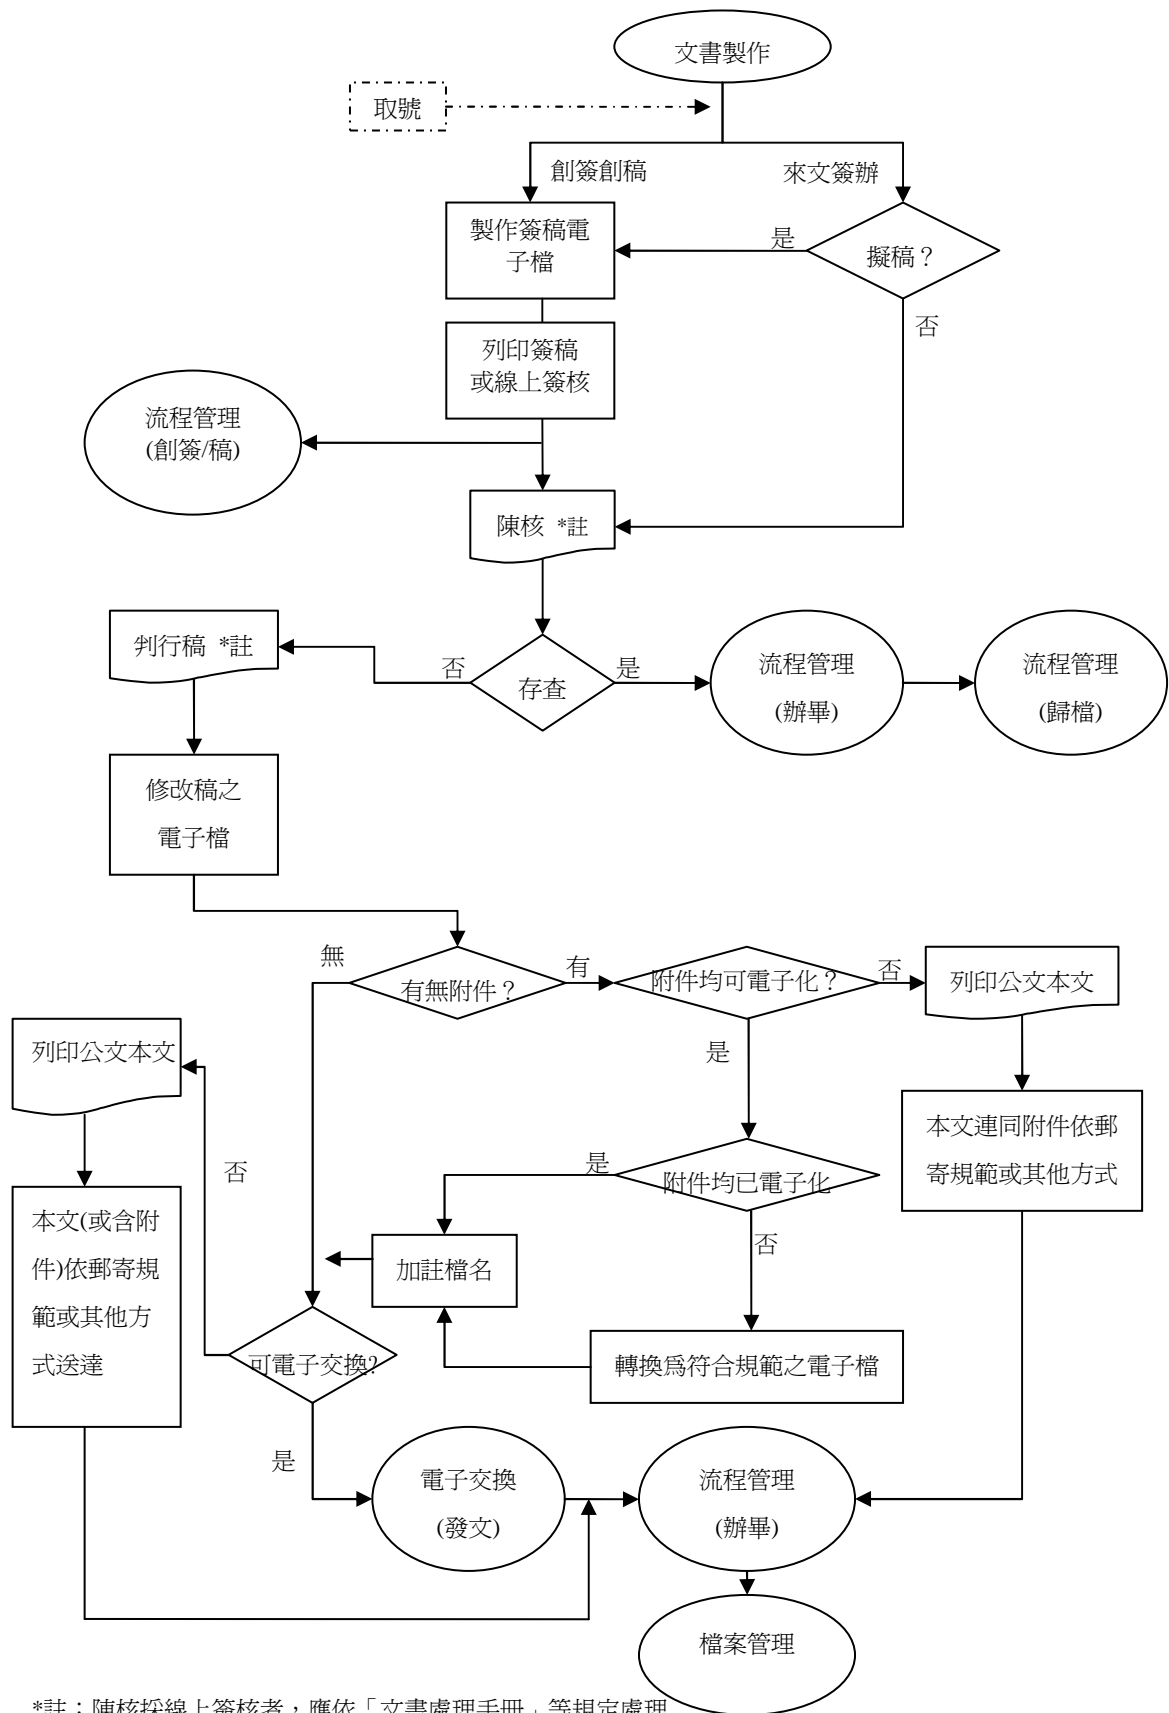 文書製作
取號
創簽創稿
來文簽辦
製作簽稿電
子檔
是
擬稿？
否
列印簽稿
或線上簽核
流程管理
(創簽/稿)
陳核 *註
判行稿 *註
否
存查
是
流程管理
(辦畢)
流程管理
(歸檔)
修改稿之
電子檔
無
有無附件？
有
附件均可電子化？
否
列印公文本文
列印公文本文
是
本文連同附件依郵
寄規範或其他方式
否
是
附件均已電子化
本文(或含附
件)依郵寄規
範或其他方
式送達
否
加註檔名
可電子交換?
轉換為符合規範之電子檔
是
電子交換
(發文)
流程管理
(辦畢)
檔案管理
*註：陳核採線上簽核者，應依「文書處理手冊」等規定處理